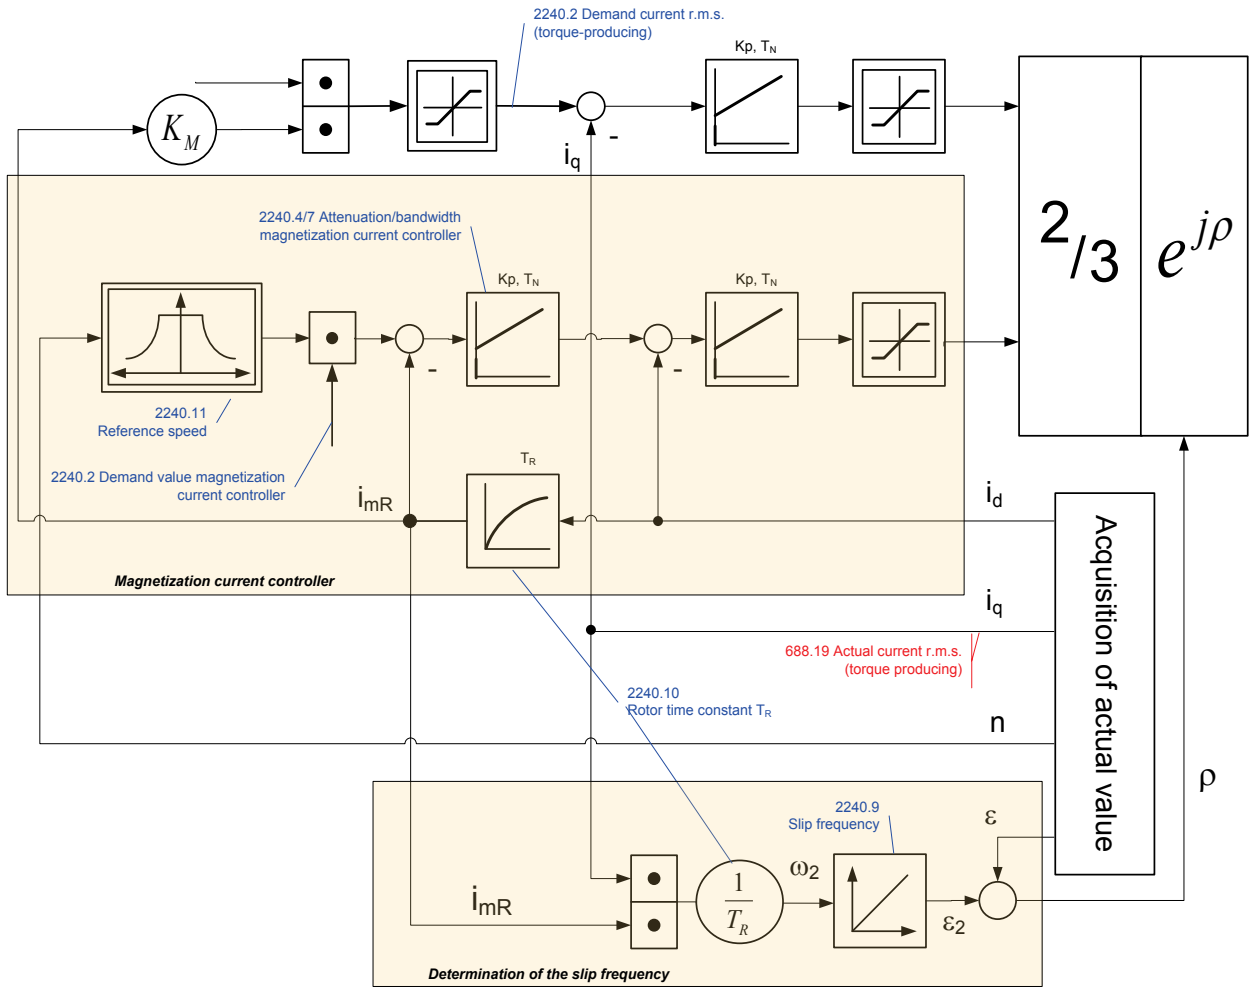 2240.2 Demand current r.m.s.
(torque-producing)
Kp, TN
KM
-
iq
2240.4/7 Attenuation/bandwidth
magnetization current controller
Kp, TN
Kp, TN
2/3
ejρ
-
-
2240.11
Reference speed
2240.2 Demand value magnetization
current controller
TR
imR
id
Magnetization current controller
iq
688.19 Actual current r.m.s.
(torque producing)
2240.10
Rotor time constant TR
n
Acquisition of actual value
ρ
2240.9
Slip frequency
ε
ω2
1
TR
imR
ε2
Determination of the slip frequency